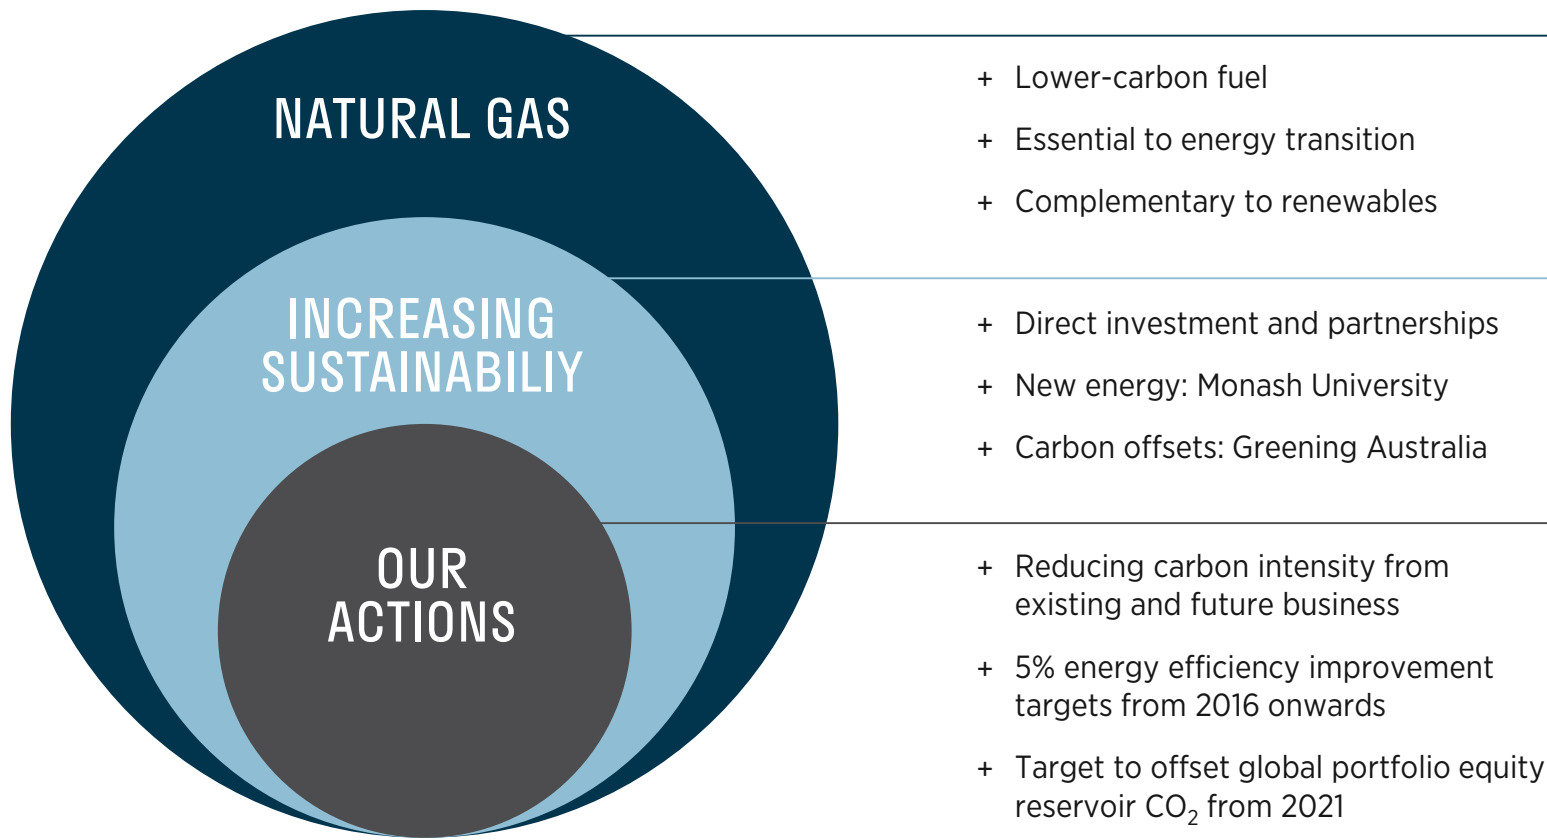 NATURAL GAS
+ Lower-carbon fuel
+ Essential to energy transition
+ Complementary to renewables
INCREASING
SUSTAINABILIY
+ Direct investment and partnerships
+ New energy: Monash University
+ Carbon offsets: Greening Australia
OUR
ACTIONS
+ Reducing carbon intensity from
existing and future business
+ 5% energy efficiency improvement
targets from 2016 onwards
+ Target to offset global portfolio equity
reservoir CO₂ from 2021